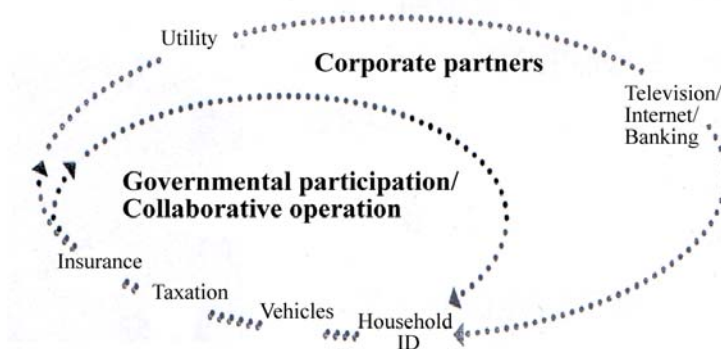 Utility
Corporate partners
Television/
Internet/
Banking
Governmental participation/
Collaborative operation
Insurance
Taxation
Vehicles
Household
ID